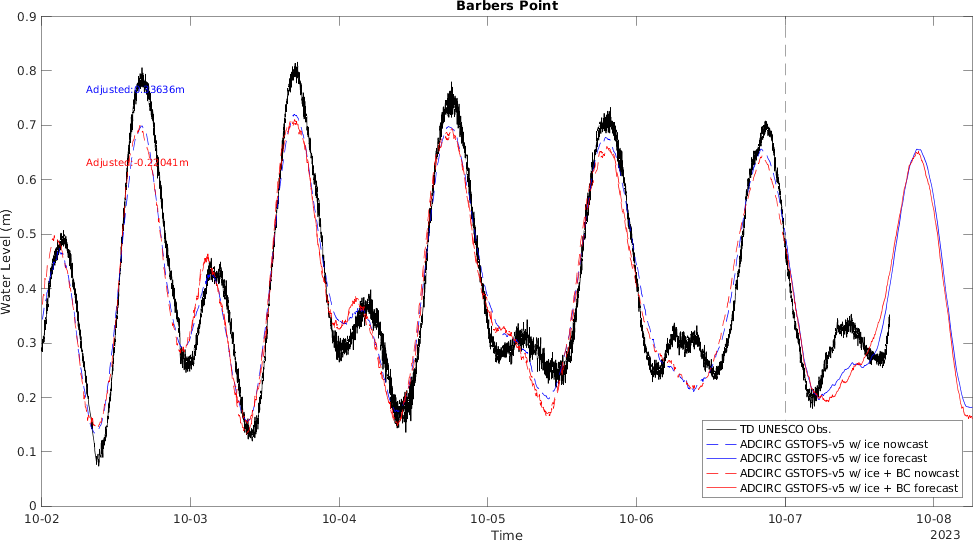 Barbers Point
0.9
0.8
0.7
0.6
0.5
0.4
0.3
0.2
0.1
0
Water Level (m)
Adjusted:
Adjusted:-0.22041m
10-02
10-03
10-04
10-05
10-06
10-07
10-08
Time
2023
TD UNESCO Obs.
ADCIRC GSTOFS-v5 w/ ice nowcast
ADCIRC GSTOFS-v5 w/ ice forecast
ADCIRC GSTOFS-v5 w/ ice + BC nowcast
ADCIRC GSTOFS-v5 w/ ice + BC forecast